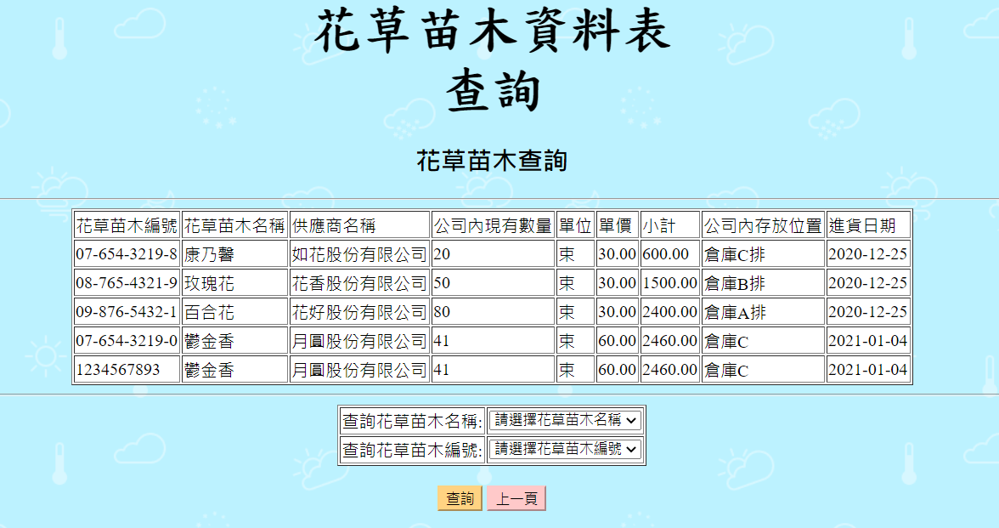 花草苗木資料表
查詢
花草苗木查詢
花草苗木編號 花草苗木名稱 供應商名稱 公司內現有數量 單位 單價 小計 公司內存放位置 進貨日期
07-654-3219-8 康乃馨 如花股份有限公司 20 束 30.00 600.00 倉庫C排 2020-12-25
08-765-4321-9 玫瑰花 花香股份有限公司 50 束 30.00 1500.00 倉庫B排 2020-12-25
09-876-5432-1 百合花 花好股份有限公司 80 束 30.00 2400.00 倉庫A排 2020-12-25
07-654-3219-0 鬱金香 月圓股份有限公司 41 束 60.00 2460.00 倉庫C 2021-01-04
1234567893 鬱金香 月圓股份有限公司 41 束 60.00 2460.00 倉庫C 2021-01-04
查詢花草苗木名稱: 請選擇花草苗木名稱
查詢花草苗木編號: 請選擇花草苗木編號
查詢 上一頁